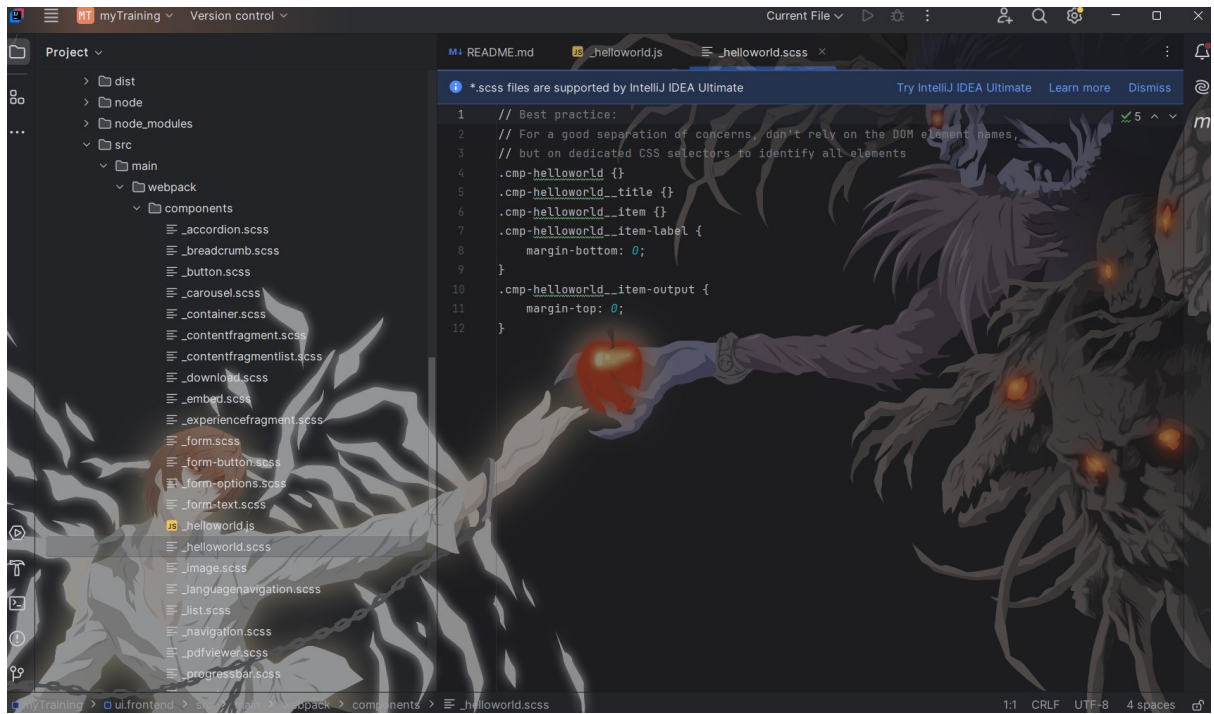 MT myTraining Version control Current File
Project
README.md
JS _helloworld.js
_helloworld.scss
dist
node
node_modules
src
main
webpack
components
_accordion.scss
_breadcrumb.scss
_button.scss
_carousel.scss
_container.scss
_contentfragment.scss
_contentfragmentlist.scss
_download.scss
_embed.scss
_experiencefragment.scss
_form.scss
_form-button.scss
_form-options.scss
_form-text.scss
JS _helloworld.js
_helloworld.scss
_image.scss
_languagenavigation.scss
_list.scss
_navigation.scss
_pdfviewer.scss
_progressbar.scss
*.scss files are supported by IntelliJ IDEA Ultimate Try IntelliJ IDEA Ultimate Learn more Dismiss
5
1 // Best practice:
2 // For a good separation of concerns, don't rely on the DOM element names,
3 // but on dedicated CSS selectors to identify all elements
4 .cmp-helloworld {}
5 .cmp-helloworld__title {}
6 .cmp-helloworld__item {}
7 .cmp-helloworld__item-label {
8 margin-bottom: 0;
9 }
10 .cmp-helloworld__item-output {
11 margin-top: 0;
12 }
m
myTraining > ui.frontend > src > main > webpack > components > _helloworld.scss
1:1 CRLF UTF-8 4 spaces